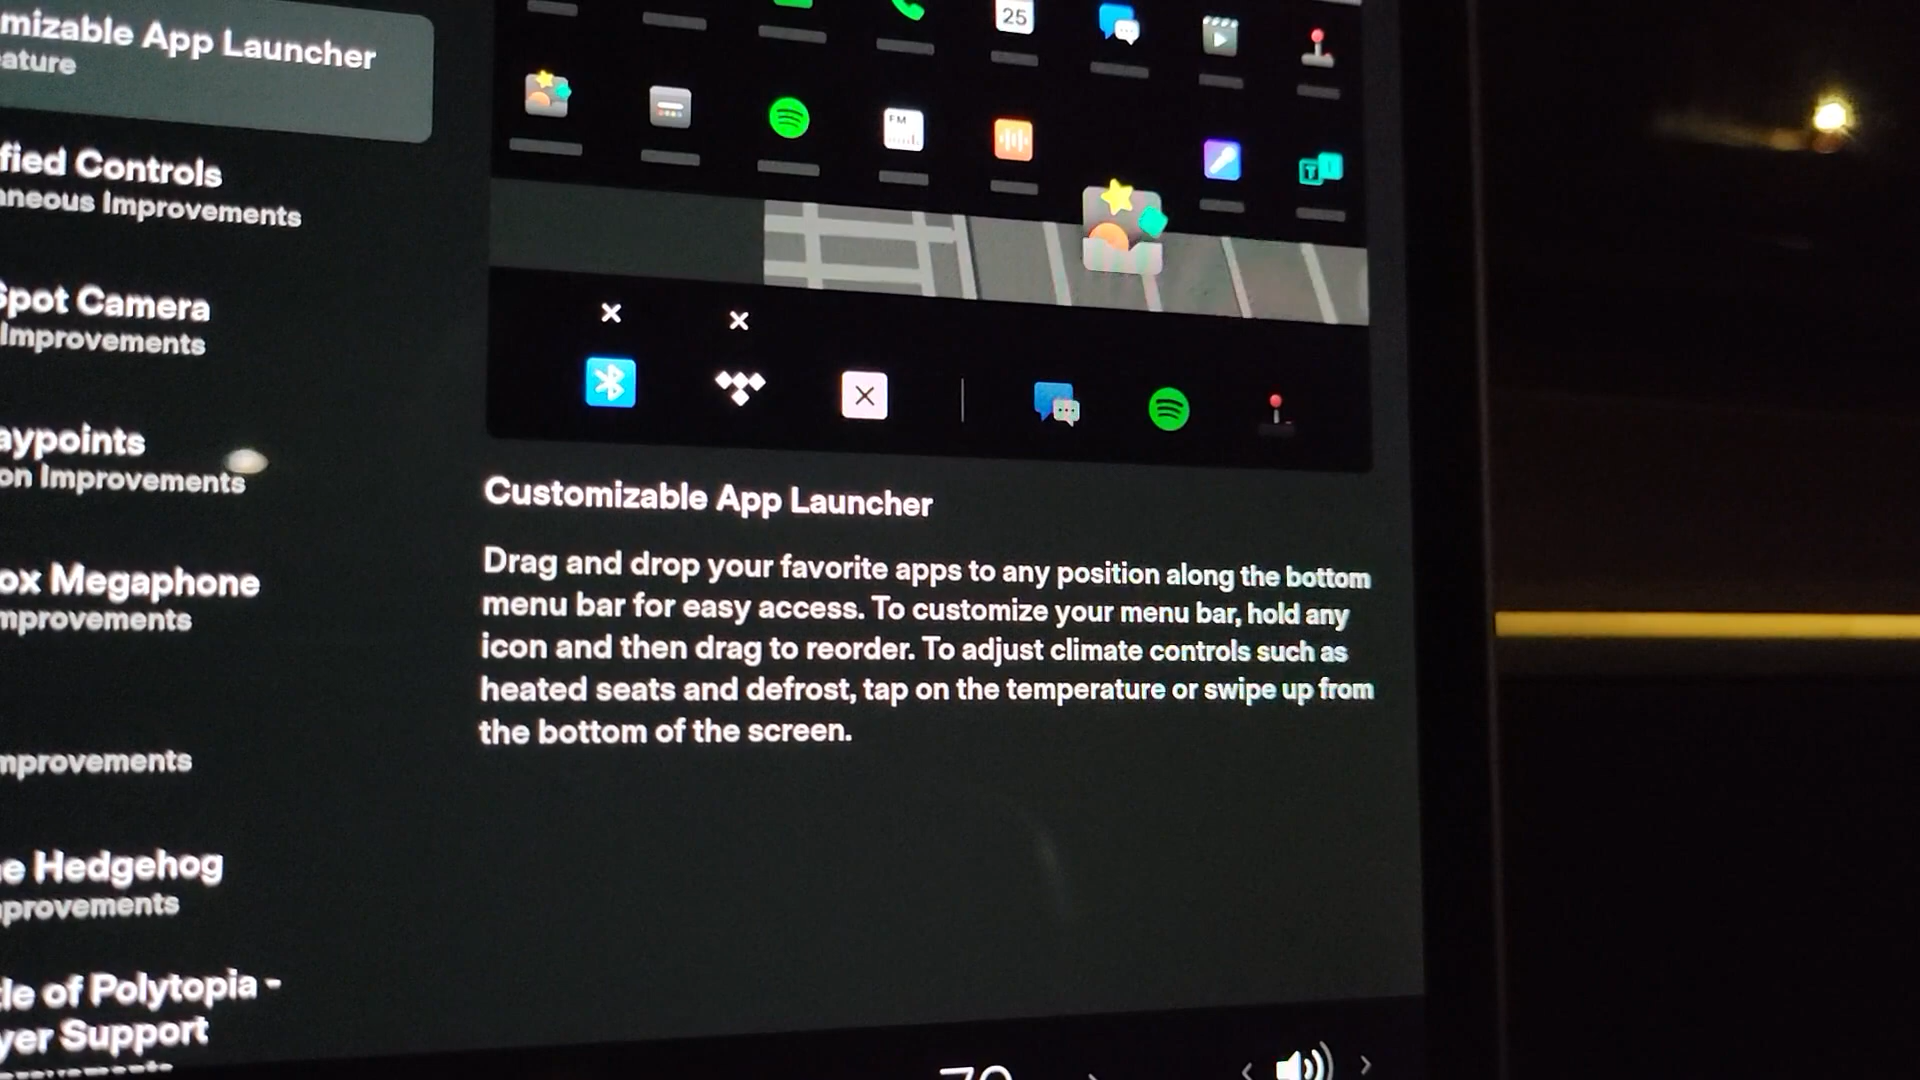 mizable App Launcher
eature
fied Controls
aneous Improvements
Spot Camera
Improvements
aypoints
on Improvements
ox Megaphone
mprovements
mprovements
e Hedgehog
provements
le of Polytopia -
yer Support
25
FM
T
Customizable App Launcher
Drag and drop your favorite apps to any position along the bottom
menu bar for easy access. To customize your menu bar, hold any
icon and then drag to reorder. To adjust climate controls such as
heated seats and defrost, tap on the temperature or swipe up from
the bottom of the screen.